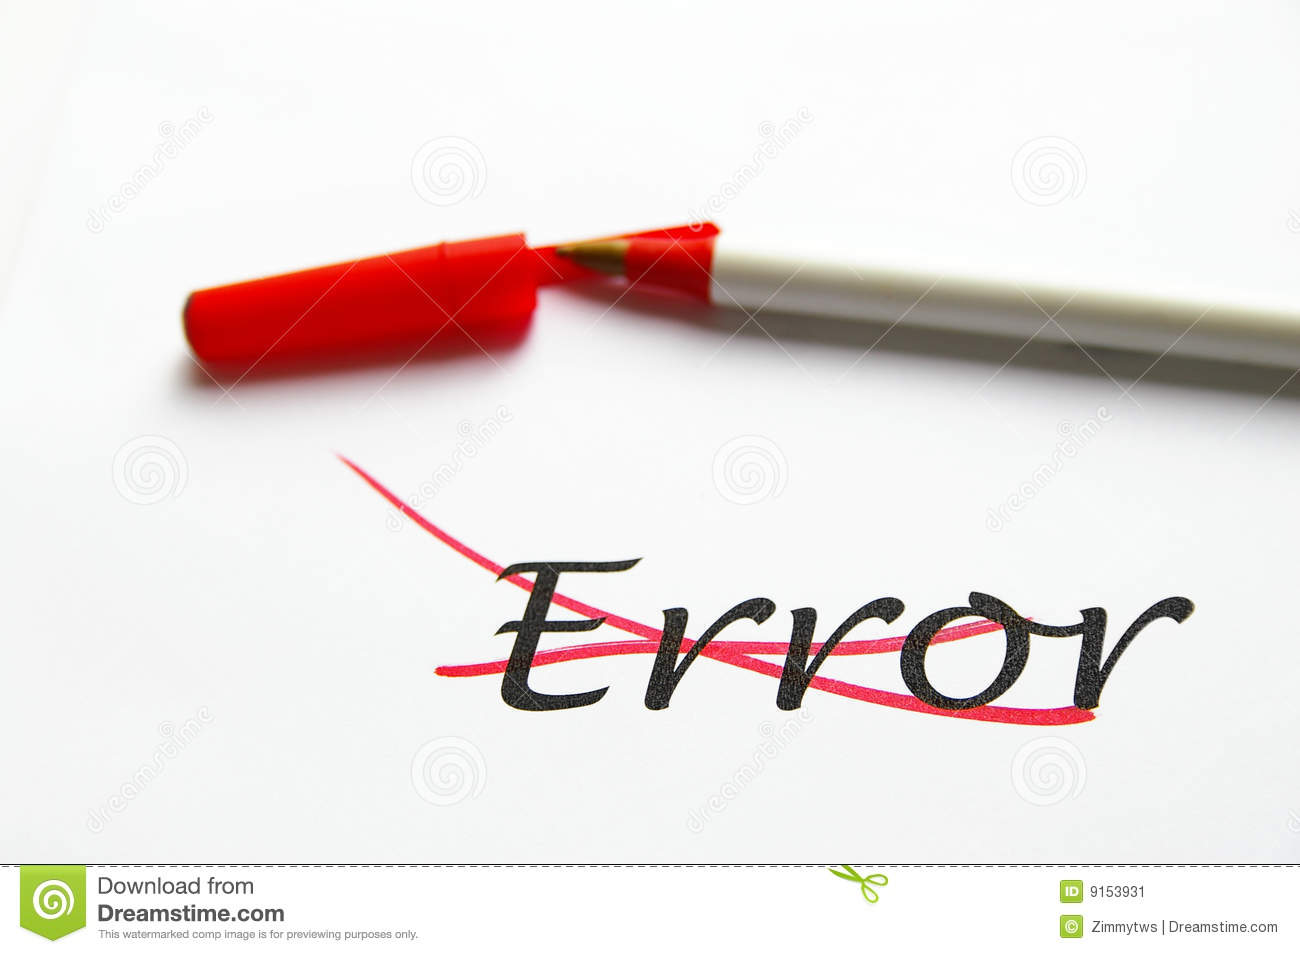 Error
Download from
Dreamstime.com
This watermarked comp image is for previewing purposes only.
ID 9153931
© Zimmytws | Dreamstime.com